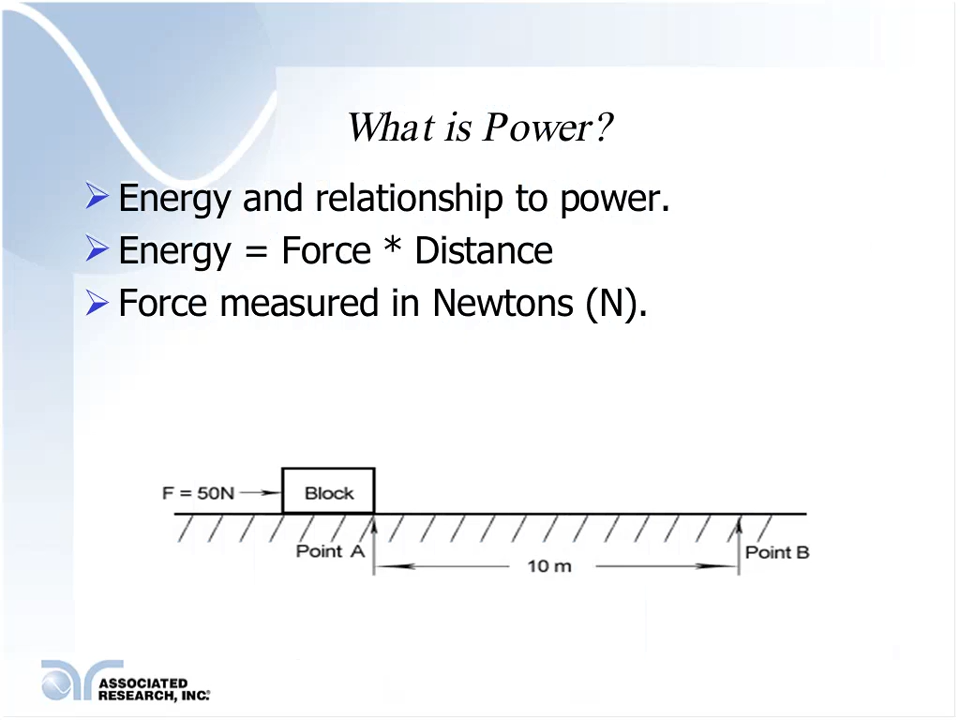 What is Power?
Energy and relationship to power.
Energy = Force * Distance
Force measured in Newtons (N).
F = 50N
Block
Point A
10 m
Point B
ASSOCIATED
RESEARCH, INC.®